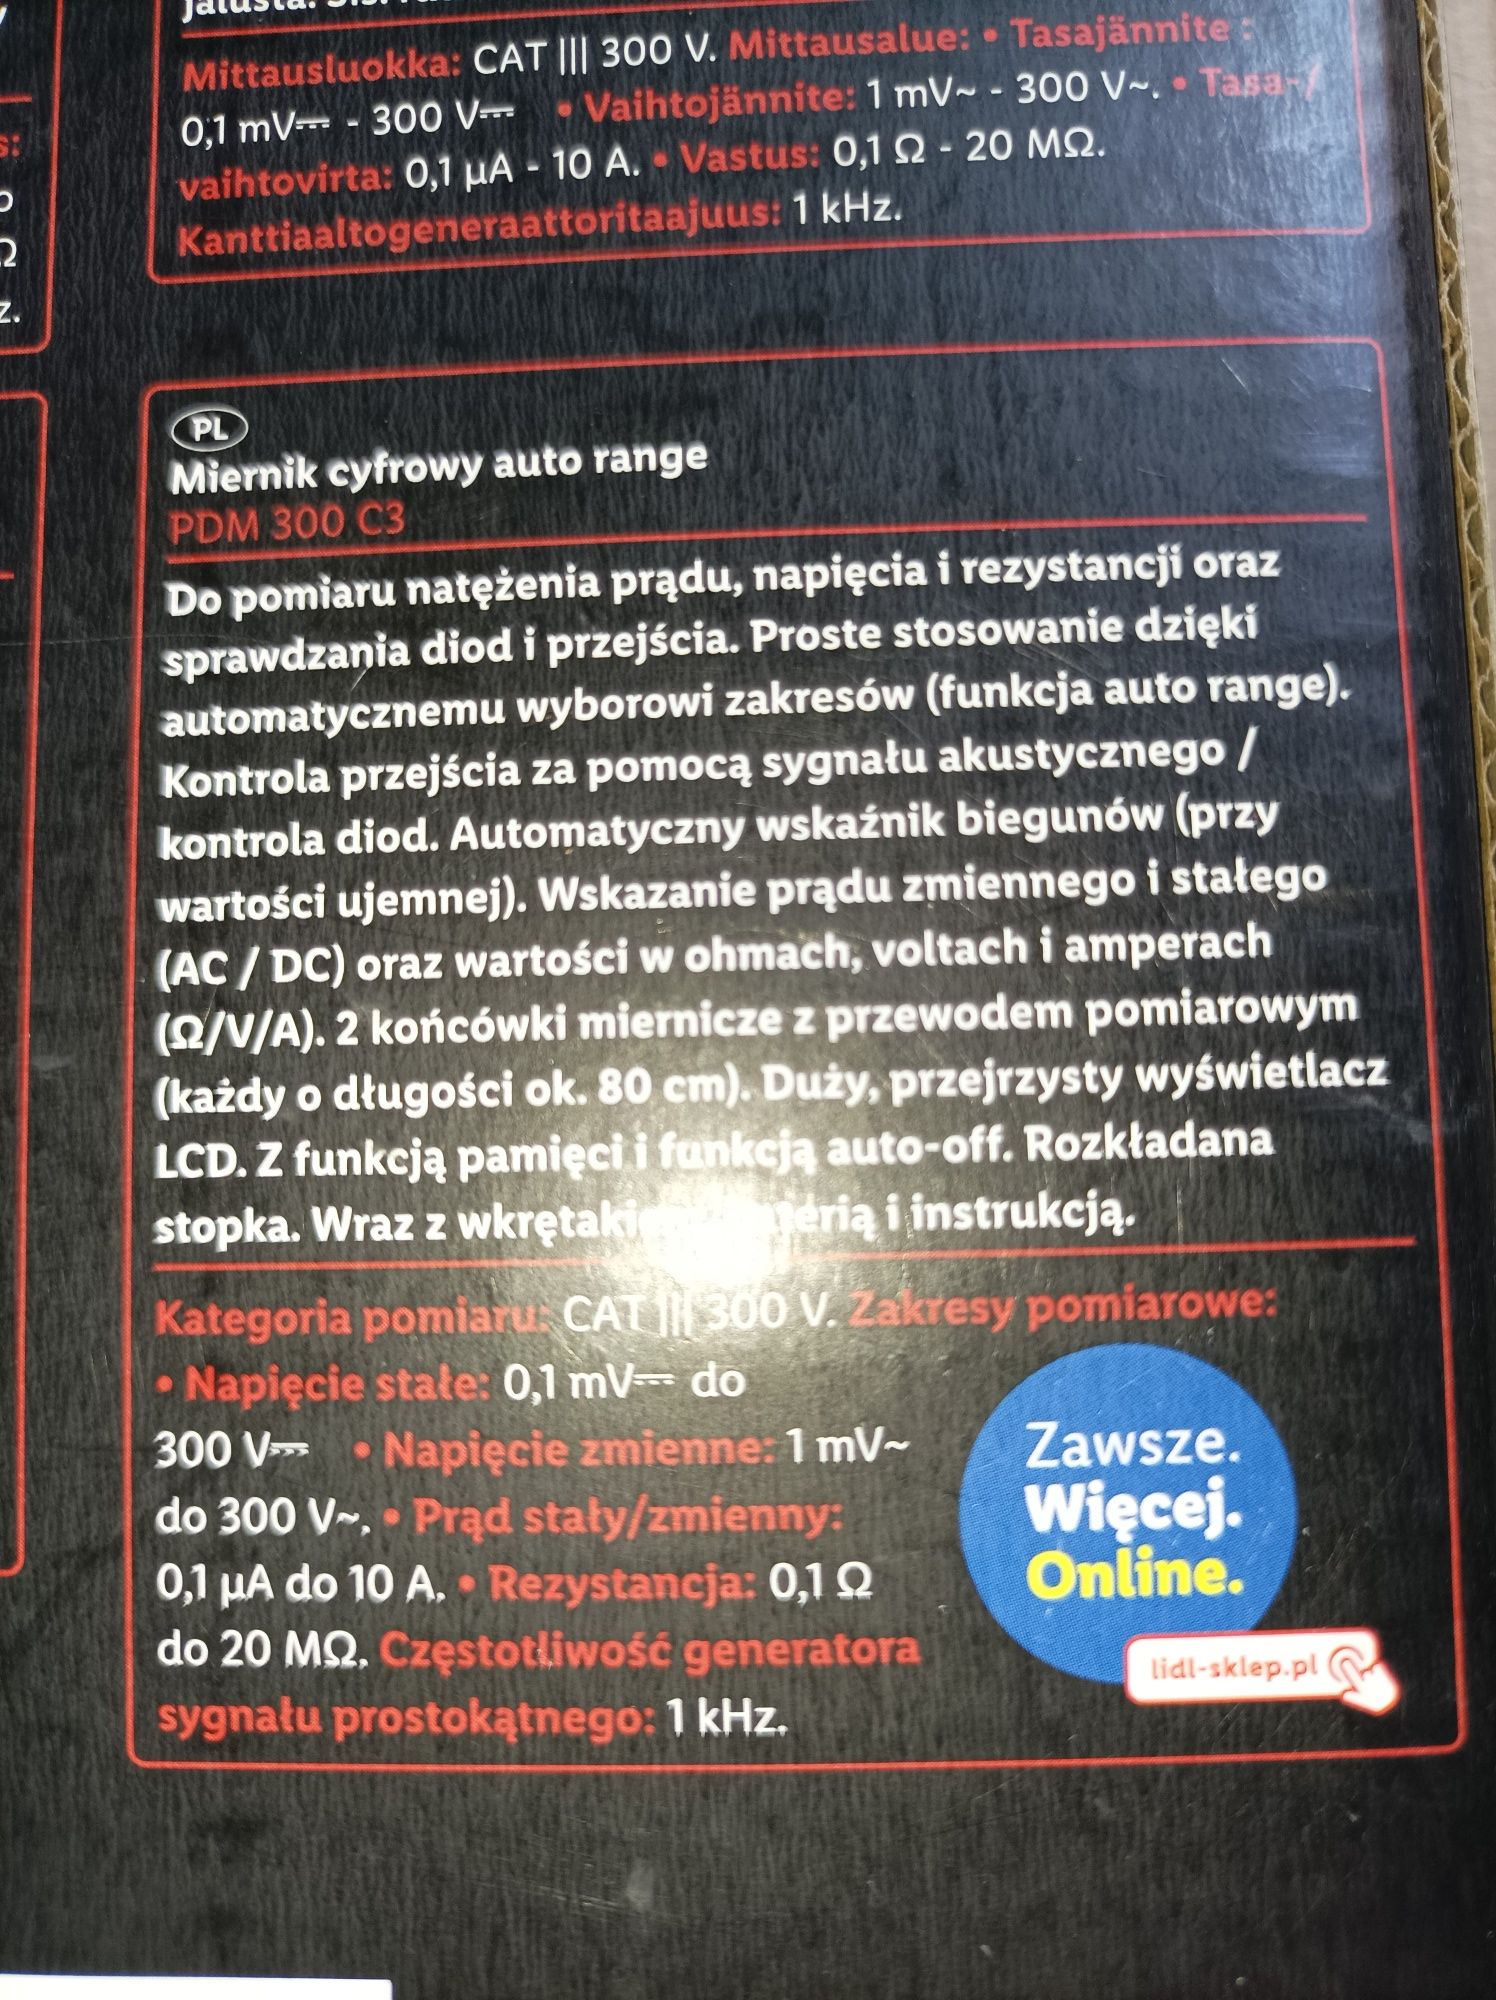 Mittausluokka: CAT III 300 V. Mittausalue: • Tasajännite :
0,1 mV⎓ - 300 V⎓ • Vaihtojännite: 1 mV~ - 300 V~. • Tasa-/
vaihtovirta: 0,1 µA - 10 A. • Vastus: 0,1 Ω - 20 MΩ.
Kanttiaaltogeneraattoritaajuus: 1 kHz.
s:
Ω
z.
PL
Miernik cyfrowy auto range
PDM 300 C3
Do pomiaru natężenia prądu, napięcia i rezystancji oraz
sprawdzania diod i przejścia. Proste stosowanie dzięki
automatycznemu wyborowi zakresów (funkcja auto range).
Kontrola przejścia za pomocą sygnału akustycznego /
kontrola diod. Automatyczny wskaźnik biegunów (przy
wartości ujemnej). Wskazanie prądu zmiennego i stałego
(AC / DC) oraz wartości w ohmach, voltach i amperach
(Ω/V/A). 2 końcówki miernicze z przewodem pomiarowym
(każdy o długości ok. 80 cm). Duży, przejrzysty wyświetlacz
LCD. Z funkcją pamięci i funkcją auto-off. Rozkładana
stopka. Wraz z i instrukcją.
Kategoria pomiaru: CAT III 300 V. Zakresy pomiarowe:
• Napięcie stałe: 0,1 mV⎓ do
300 V⎓ • Napięcie zmienne: 1 mV~
do 300 V~. • Prąd stały/zmienny:
0,1 µA do 10 A. • Rezystancja: 0,1 Ω
do 20 MΩ. Częstotliwość generatora
sygnału prostokątnego: 1 kHz.
Zawsze.
Więcej.
Online.
lidl-sklep.pl